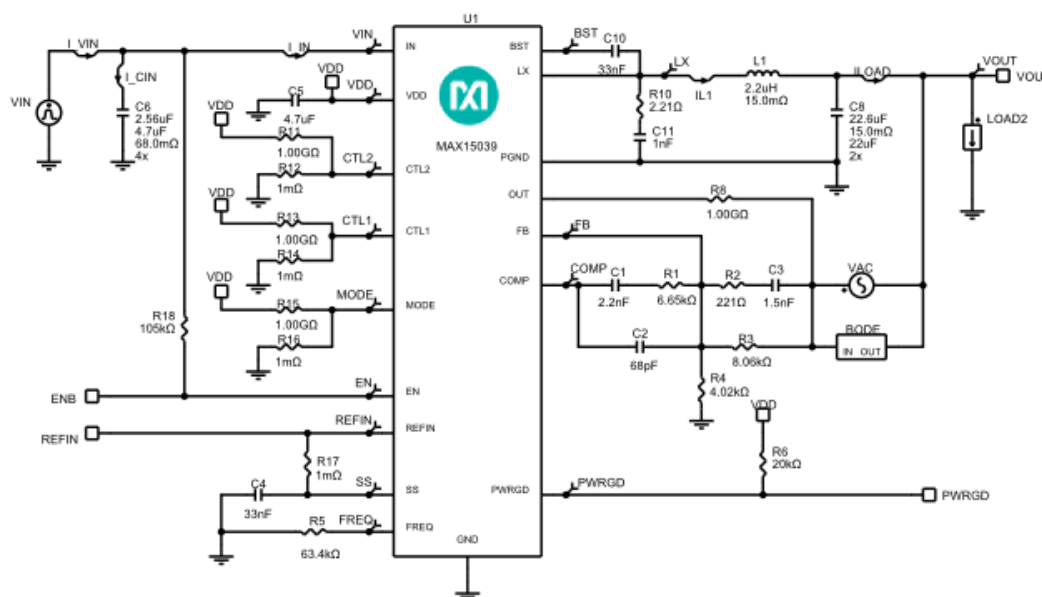 U1
I_VIN
I_IN
VIN
IN
BST
BST
C10
33nF
LX
LX
IL1
L1
2.2uH
15.0mΩ
ILOAD
VOUT
VOU
I_CIN
VIN
C6
2.56uF
4.7uF
68.0mΩ
4x
VDD
VDD
VDD
C5
4.7uF
MAX15039
R10
2.21Ω
C11
1nF
PGND
C8
22.6uF
15.0mΩ
22uF
2x
LOAD2
VDD
R11
1.00GΩ
CTL2
CTL2
R12
1mΩ
OUT
R8
1.00GΩ
VDD
R13
1.00GΩ
CTL1
CTL1
R14
1mΩ
FB
FB
COMP
COMP
C1
2.2nF
R1
6.65kΩ
R2
221Ω
C3
1.5nF
VAC
VDD
R15
1.00GΩ
MODE
MODE
R16
1mΩ
R18
105kΩ
C2
68pF
R3
8.06kΩ
BODE
IN OUT
R4
4.02kΩ
ENB
EN
EN
REFIN
REFIN
REFIN
R17
1mΩ
VDD
R6
20kΩ
C4
33nF
SS
SS
PWRGD
PWRGD
PWRGD
R5
63.4kΩ
FREQ
FREQ
GND